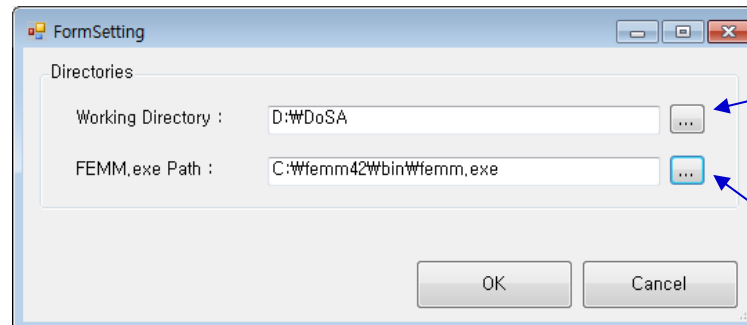 FormSetting
Directories
Working Directory :
D:₩DoSA
...
FEMM.exe Path :
C:₩femm42₩bin₩femm.exe
...
OK
Cancel